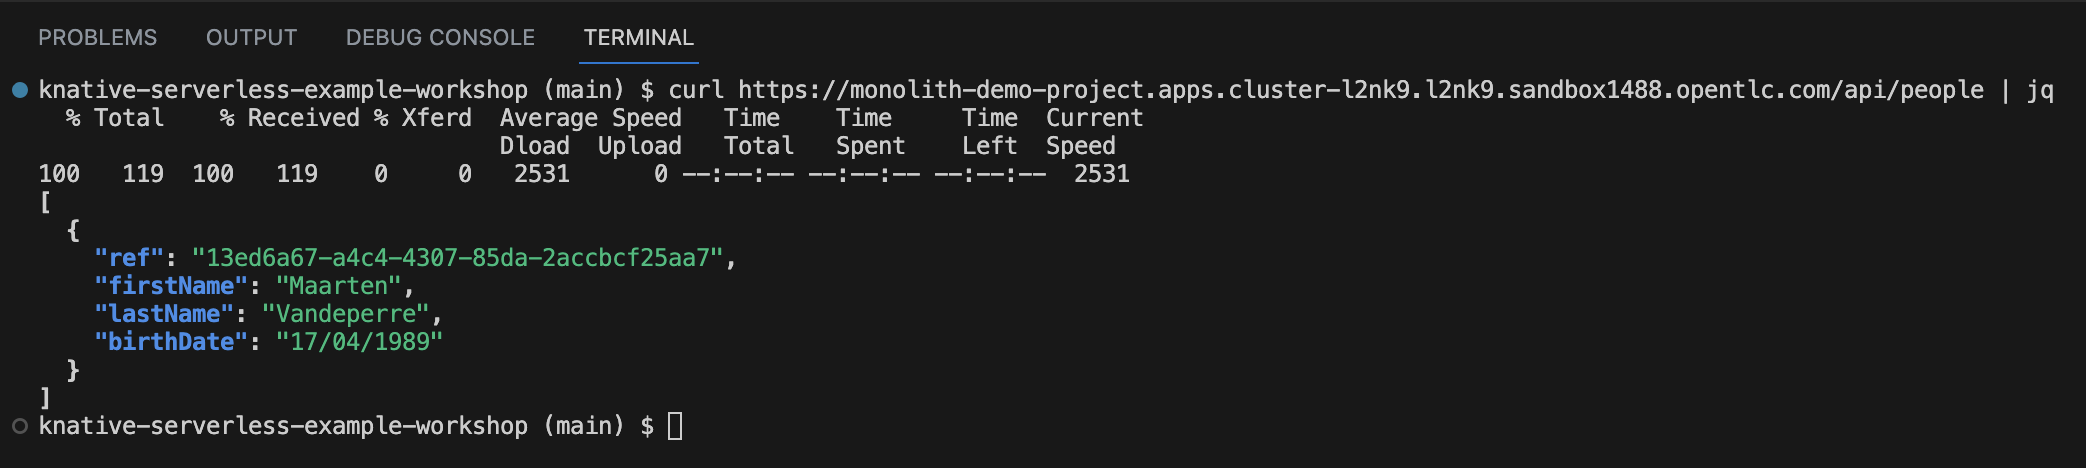 PROBLEMS OUTPUT DEBUG CONSOLE TERMINAL
knative-serverless-example-workshop (main) $ curl https://monolith-demo-project.apps.cluster-l2nk9.l2nk9.sandbox1488.opentlc.com/api/people | jq
  % Total    % Received % Xferd  Average Speed   Time    Time     Time  Current
                                 Dload  Upload   Total   Spent    Left  Speed
100   119  100   119    0     0   2531      0 --:--:-- --:--:-- --:--:--  2531
[
  {
    "ref": "13ed6a67-a4c4-4307-85da-2accbcf25aa7",
    "firstName": "Maarten",
    "lastName": "Vandeperre",
    "birthDate": "17/04/1989"
  }
]
knative-serverless-example-workshop (main) $